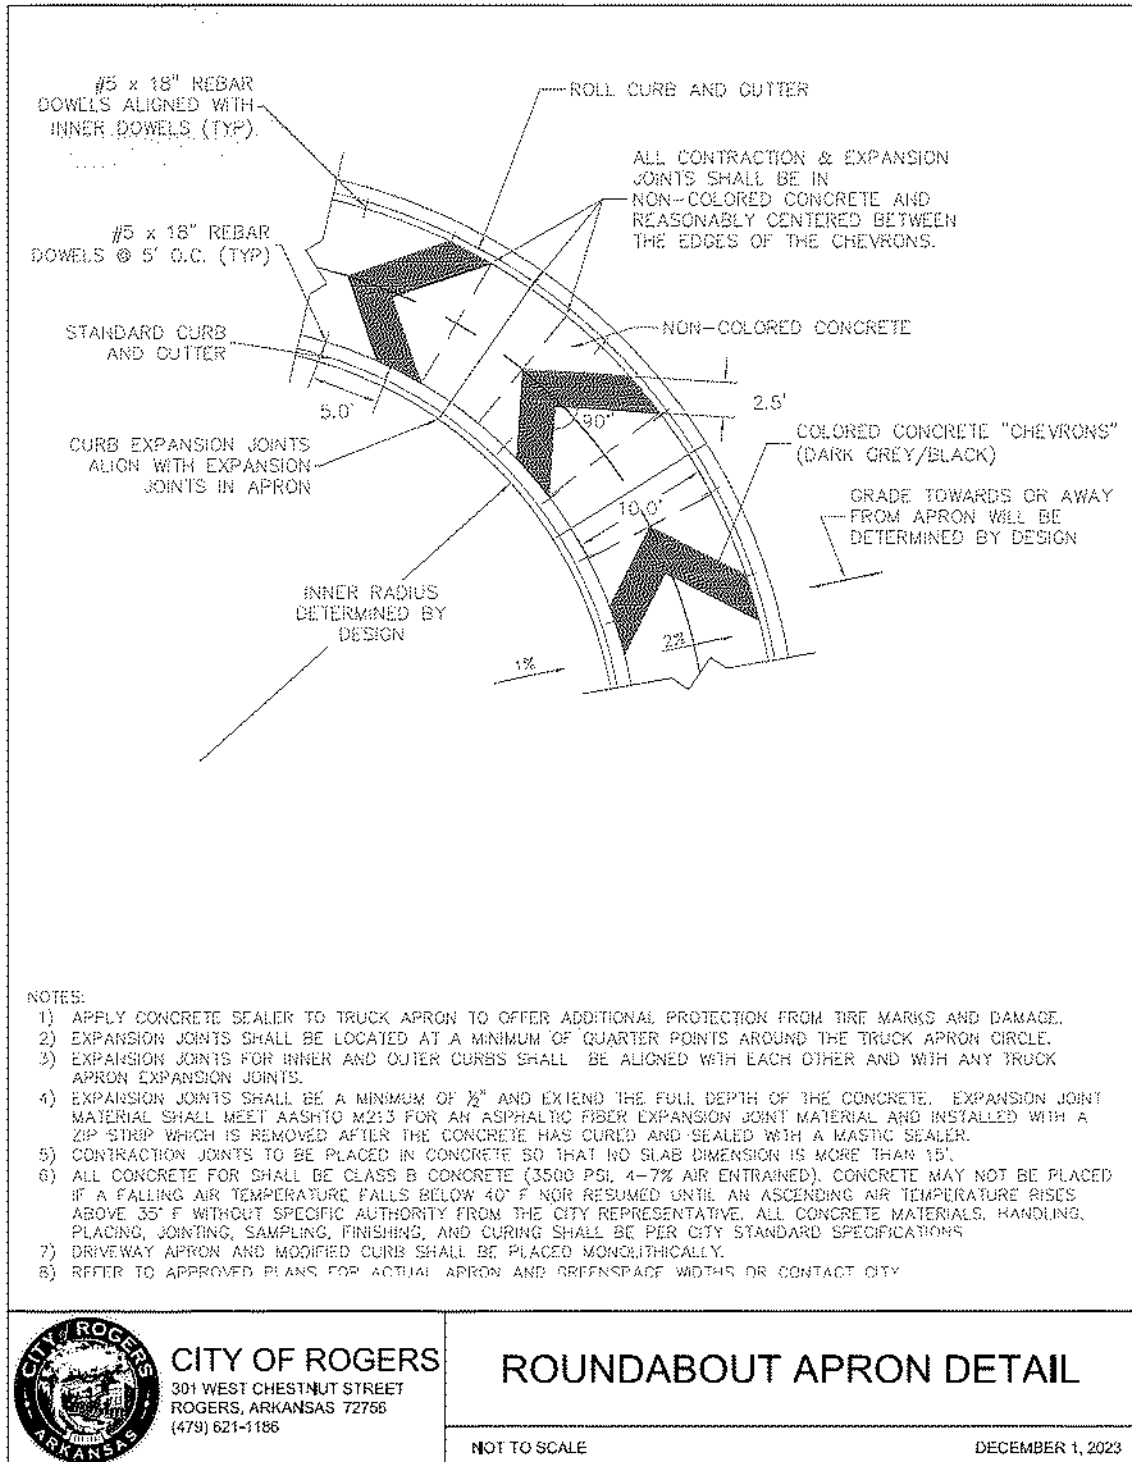 #5 x 18" REBAR
DOWELS ALIGNED WITH
INNER DOWELS (TYP).
ROLL CURB AND GUTTER
ALL CONTRACTION & EXPANSION
JOINTS SHALL BE IN
NON-COLORED CONCRETE AND
REASONABLY CENTERED BETWEEN
THE EDGES OF THE CHEVRONS.
#5 x 18" REBAR
DOWELS @ 5' O.C. (TYP)
STANDARD CURB
AND GUTTER
NON-COLORED CONCRETE
5.0'
2.5'
90°
CURB EXPANSION JOINTS
ALIGN WITH EXPANSION
JOINTS IN APRON
COLORED CONCRETE "CHEVRONS"
(DARK GREY/BLACK)
10.0'
GRADE TOWARDS OR AWAY
FROM APRON WILL BE
DETERMINED BY DESIGN
INNER RADIUS
DETERMINED BY
DESIGN
1%
2%
NOTES:
1) APPLY CONCRETE SEALER TO TRUCK APRON TO OFFER ADDITIONAL PROTECTION FROM TIRE MARKS AND DAMAGE.
2) EXPANSION JOINTS SHALL BE LOCATED AT A MINIMUM OF QUARTER POINTS AROUND THE TRUCK APRON CIRCLE.
3) EXPANSION JOINTS FOR INNER AND OUTER CURBS SHALL BE ALIGNED WITH EACH OTHER AND WITH ANY TRUCK
APRON EXPANSION JOINTS.
4) EXPANSION JOINTS SHALL BE A MINIMUM OF ½" AND EXTEND THE FULL DEPTH OF THE CONCRETE. EXPANSION JOINT
MATERIAL SHALL MEET AASHTO M213 FOR AN ASPHALTIC FIBER EXPANSION JOINT MATERIAL AND INSTALLED WITH A
ZIP STRIP WHICH IS REMOVED AFTER THE CONCRETE HAS CURED AND SEALED WITH A MASTIC SEALER.
5) CONTRACTION JOINTS TO BE PLACED IN CONCRETE SO THAT NO SLAB DIMENSION IS MORE THAN 15'.
6) ALL CONCRETE FOR SHALL BE CLASS B CONCRETE (3500 PSI, 4-7% AIR ENTRAINED). CONCRETE MAY NOT BE PLACED
IF A FALLING AIR TEMPERATURE FALLS BELOW 40° F NOR RESUMED UNTIL AN ASCENDING AIR TEMPERATURE RISES
ABOVE 35° F WITHOUT SPECIFIC AUTHORITY FROM THE CITY REPRESENTATIVE. ALL CONCRETE MATERIALS, HANDLING,
PLACING, JOINTING, SAMPLING, FINISHING, AND CURING SHALL BE PER CITY STANDARD SPECIFICATIONS
7) DRIVEWAY APRON AND MODIFIED CURB SHALL BE PLACED MONOLITHICALLY.
8) REFER TO APPROVED PLANS FOR ACTUAL APRON AND GREENSPACE WIDTHS OR CONTACT CITY
CITY OF ROGERS
ARKANSAS
CITY OF ROGERS
301 WEST CHESTNUT STREET
ROGERS, ARKANSAS 72756
(479) 621-1186
ROUNDABOUT APRON DETAIL
NOT TO SCALE
DECEMBER 1, 2023